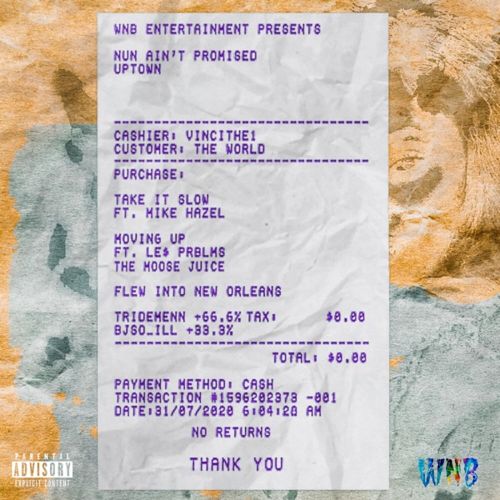 WNB ENTERTAINMENT PRESENTS
NUN AIN'T PROMISED
UPTOWN
CASHIER: VINCITHE1
CUSTOMER: THE WORLD
PURCHASE:
TAKE IT SLOW
FT. MIKE HAZEL
MOVING UP
FT. LE$ PRBLMS
THE MOOSE JUICE
FLEW INTO NEW ORLEANS
TRIDEMENN +66.6% TAX: $0.00
BJSO_ILL +33.3%
TOTAL: $0.00
PAYMENT METHOD: CASH
TRANSACTION #1596202373 -001
DATE:31/07/2020 6:04:28 AM
NO RETURNS
THANK YOU
PARENTAL
ADVISORY
EXPLICIT CONTENT
WNB